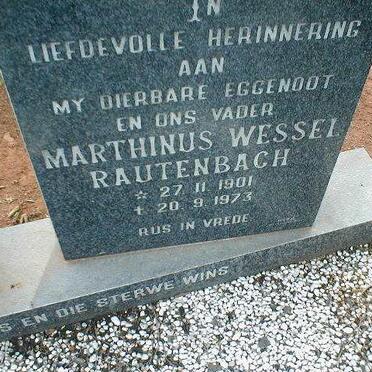 IN
LIEFDEVOLLE HERINNERING
AAN
MY DIERBARE EGGENOOT
EN ONS VADER
MARTHINUS WESSEL
RAUTENBACH
* 27 11 1901
+ 20.9.1973
RUS IN VREDE
S EN DIE STERWE WINS